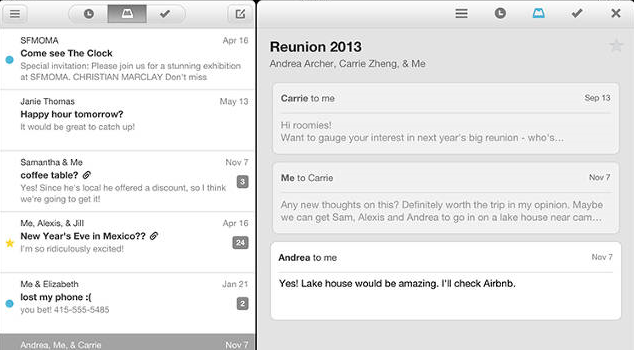 SFMOMA Apr 16
Come see The Clock
Special invitation: Please join us for a stunning exhibition
at SFMOMA. CHRISTIAN MARCLAY Don't miss
Janie Thomas May 13
Happy hour tomorrow?
It would be great to catch up!
Samantha & Me Nov 7
coffee table?
Yes! Since he's local he offered a discount, so I think 3
we're going to get it!
Me, Alexis, & Jill Apr 16
New Year's Eve in Mexico?? 24
I'm so ridiculously excited!
Me & Elizabeth Jan 21
lost my phone :( 2
you bet! 415-555-5485
Andrea, Me, & Carrie Nov 7
Reunion 2013
Andrea Archer, Carrie Zheng, & Me
Carrie to me Sep 13
Hi roomies!
Want to gauge your interest in next year's big reunion - who's...
Me to Carrie Nov 7
Any new thoughts on this? Definitely worth the trip in my opinion. Maybe
we can get Sam, Alexis and Andrea to go in on a lake house near cam...
Andrea to me Nov 7
Yes! Lake house would be amazing. I'll check Airbnb.